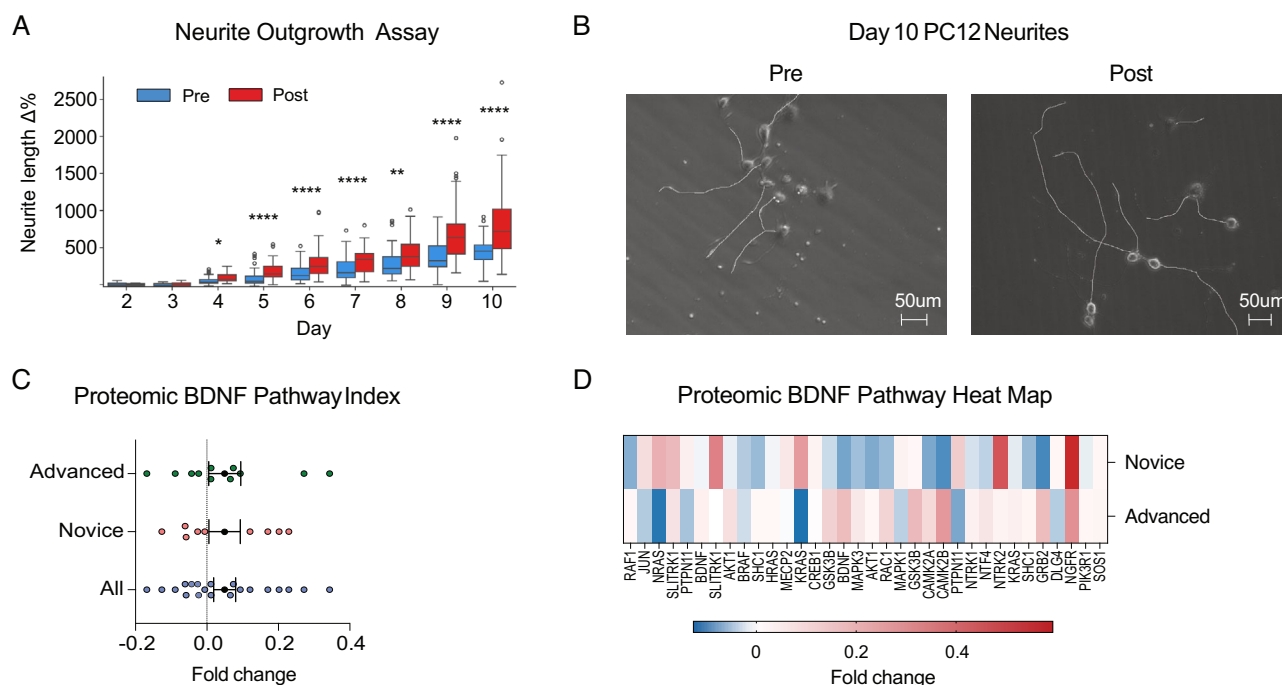 A
Neurite Outgrowth Assay
Neurite length Δ%
2500
2000
1500
1000
500
Pre
Post
*
****
****
****
**
****
****
2
3
4
5
6
7
8
9
10
Day
B
Day 10 PC12 Neurites
Pre
Post
50um
50um
C
Proteomic BDNF Pathway Index
Advanced
Novice
All
-0.2
0.0
0.2
0.4
Fold change
D
Proteomic BDNF Pathway Heat Map
Novice
Advanced
RAF1
JUN
NRAS
SLITRK1
PTPN11
BDNF
SLITRK1
AKT1
BRAF
SHC1
HRAS
MECP2
KRAS
CREB1
GSK3B
BDNF
MAPK3
AKT1
RAC1
MAPK1
GSK3B
CAMK2A
CAMK2B
PTPN11
NTRK1
NTF4
NTRK2
KRAS
SHC1
GRB2
DLG4
NGFR
PIK3R1
SOS1
0
0.2
0.4
Fold change